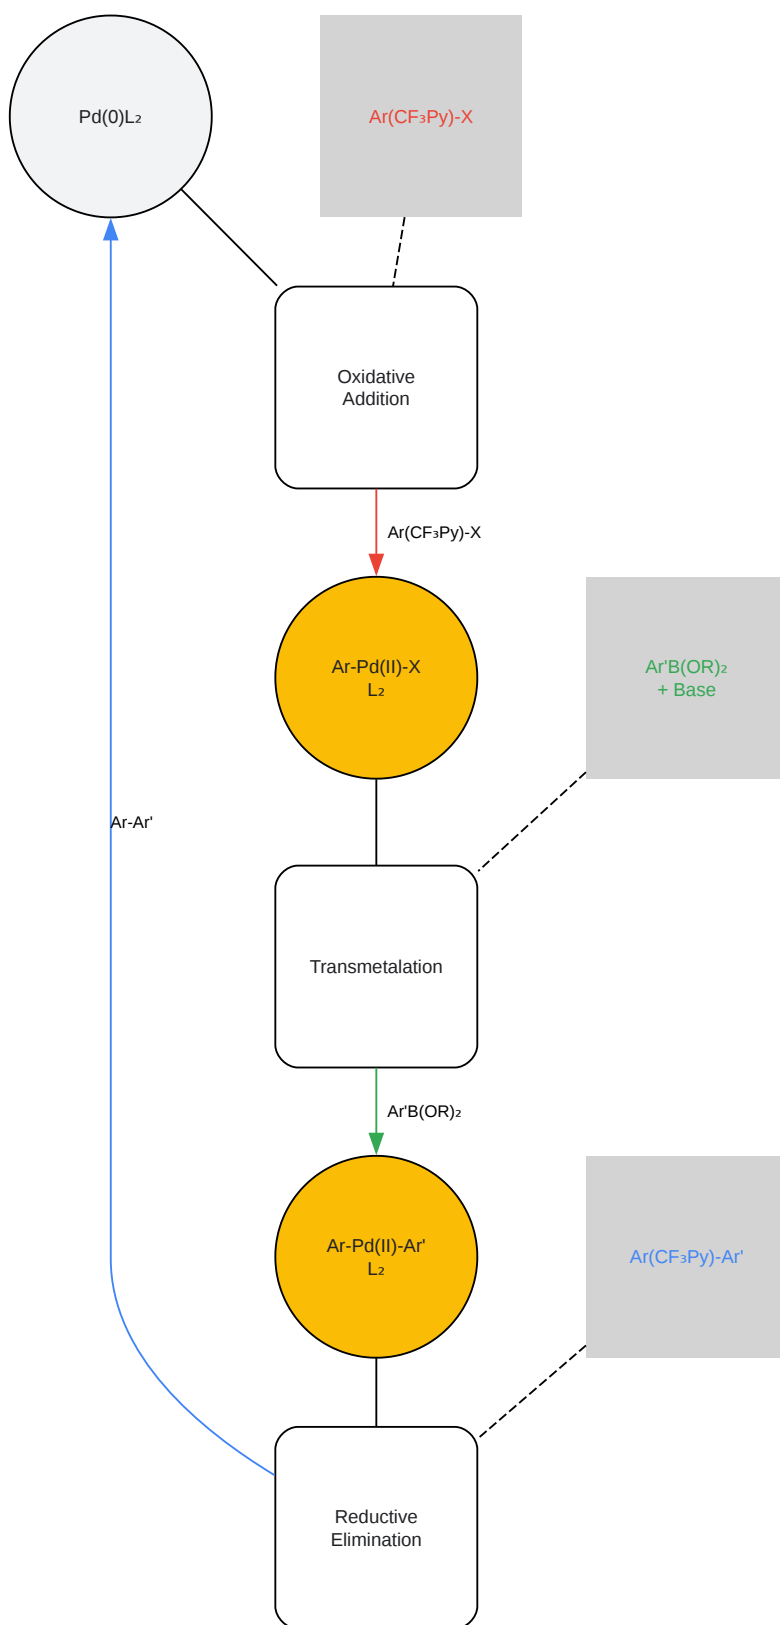 Pd(0)L₂
Ar(CF₃Py)-X
Oxidative
Addition
Ar(CF₃Py)-X
Ar-Pd(II)-X
L₂
Ar'B(OR)₂
+ Base
Ar-Ar'
Transmetalation
Ar'B(OR)₂
Ar-Pd(II)-Ar'
L₂
Ar(CF₃Py)-Ar'
Reductive
Elimination